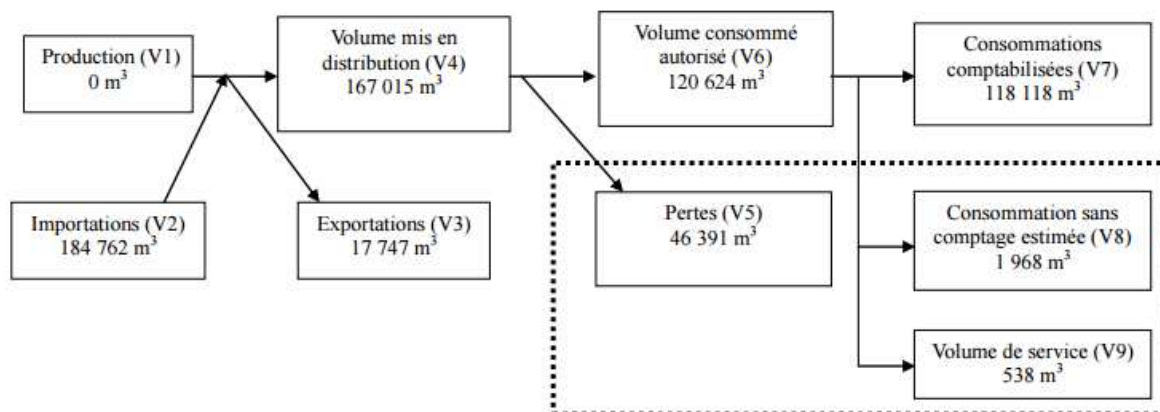 Production (V1)
0 m³
Volume mis en
distribution (V4)
167 015 m³
Volume consommé
autorisé (V6)
120 624 m³
Consommations
comptabilisées (V7)
118 118 m³
Importations (V2)
184 762 m³
Exportations (V3)
17 747 m³
Pertes (V5)
46 391 m³
Consommation sans
comptage estimée (V8)
1 968 m³
Volume de service (V9)
538 m³